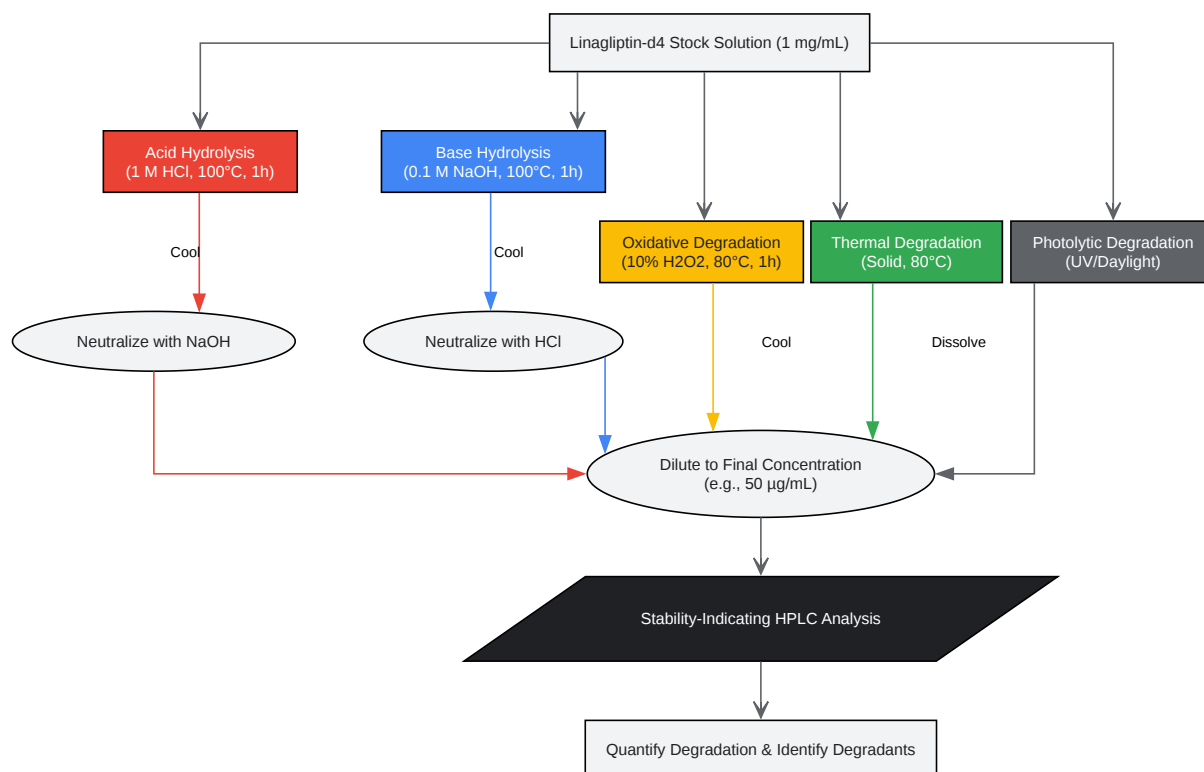 Linagliptin-d4 Stock Solution (1 mg/mL)
Acid Hydrolysis
(1 M HCl, 100°C, 1h)
Base Hydrolysis
(0.1 M NaOH, 100°C, 1h)
Oxidative Degradation
(10% H2O2, 80°C, 1h)
Thermal Degradation
(Solid, 80°C)
Photolytic Degradation
(UV/Daylight)
Cool
Cool
Neutralize with NaOH
Neutralize with HCl
Cool
Dissolve
Dilute to Final Concentration
(e.g., 50 µg/mL)
Stability-Indicating HPLC Analysis
Quantify Degradation & Identify Degradants